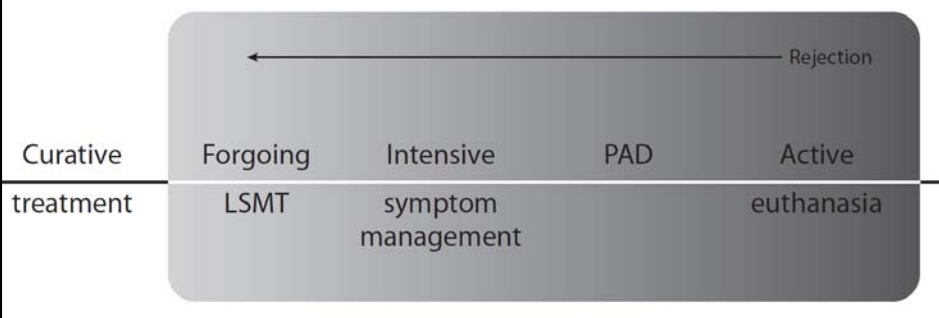 Rejection
Curative Forgoing Intensive PAD Active
treatment LSMT symptom euthanasia
management